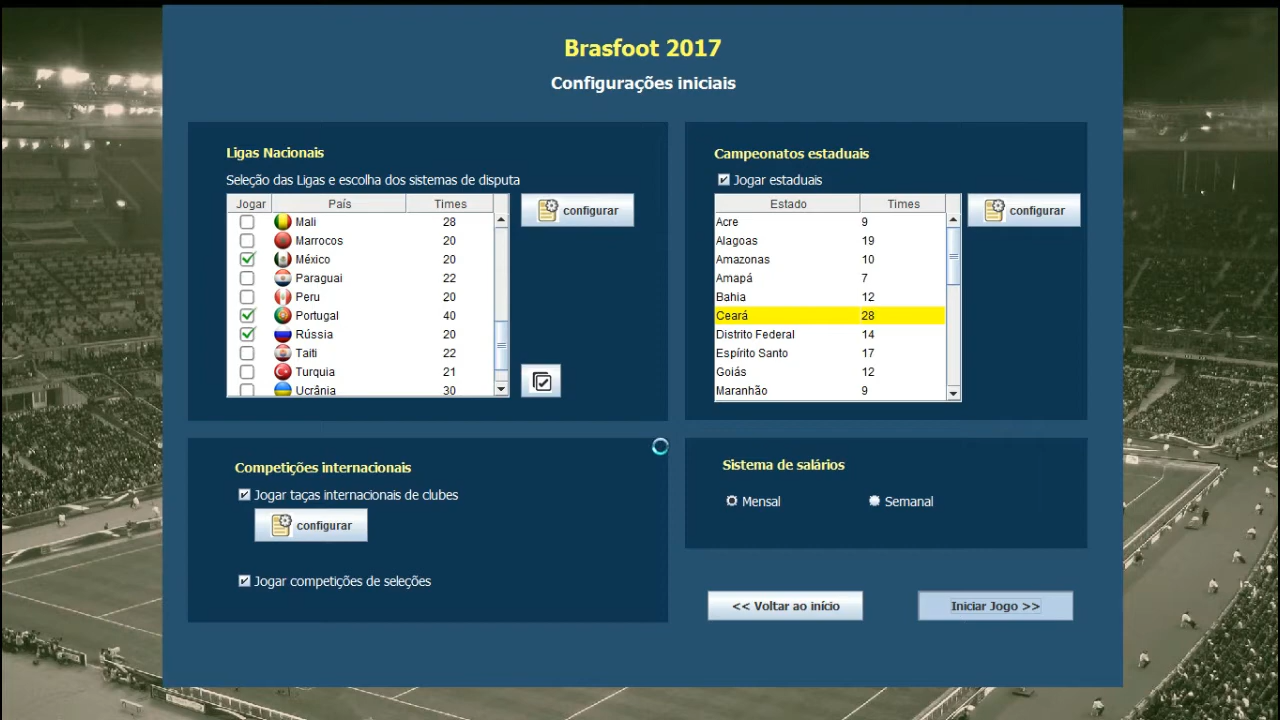 Brasfoot 2017
Configurações iniciais
Ligas Nacionais
Seleção das Ligas e escolha dos sistemas de disputa
Jogar País Times
Mali 28
Marrocos 20
México 20
Paraguai 22
Peru 20
Portugal 40
Rússia 20
Taiti 22
Turquia 21
Ucrânia 30
configurar
Campeonatos estaduais
Jogar estaduais
Estado Times
Acre 9
Alagoas 19
Amazonas 10
Amapá 7
Bahia 12
Ceará 28
Distrito Federal 14
Espírito Santo 17
Goiás 12
Maranhão 9
configurar
Competições internacionais
Jogar taças internacionais de clubes
configurar
Jogar competições de seleções
Sistema de salários
Mensal Semanal
<< Voltar ao início
Iniciar Jogo >>